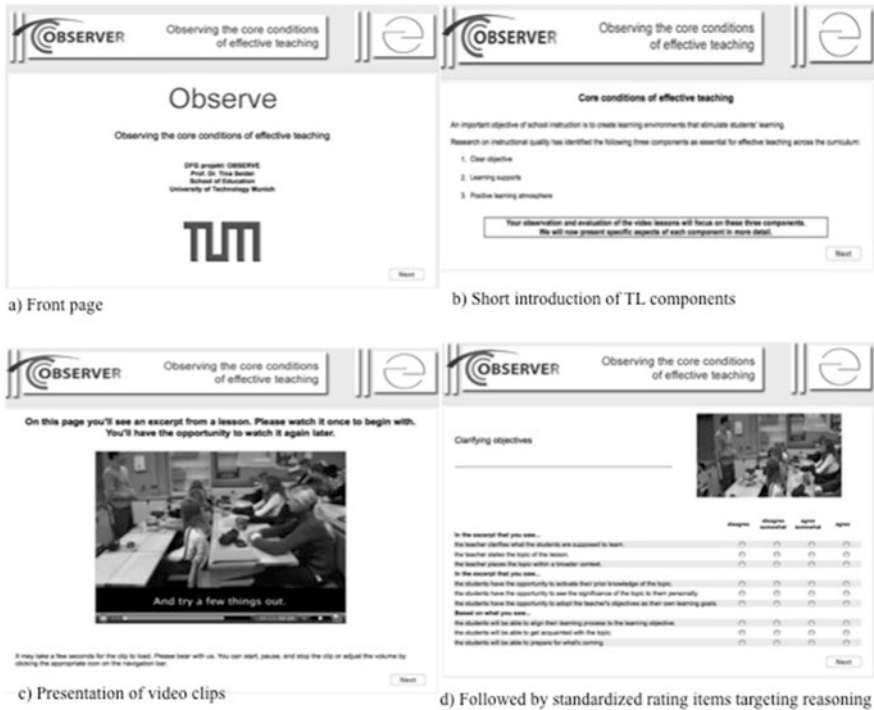 OBSERVER
Observing the core conditions
of effective teaching
Observe
Observing the core conditions of effective teaching
DFG projekt: OBSERVE
Prof. Dr. Tina Seidel
School of Education
University of Technology Munich
TUM
Next
a) Front page
OBSERVER
Observing the core conditions
of effective teaching
Core conditions of effective teaching
An important objective of school instruction is to create learning environments that stimulate students' learning.
Research on instructional quality has identified the following three components as essential for effective teaching across the curriculum:
1. Clear objective
2. Learning supports
3. Positive learning atmosphere
Your observation and evaluation of the video lessons will focus on these three components.
We will now present specific aspects of each component in more detail.
Next
b) Short introduction of TL components
OBSERVER
Observing the core conditions
of effective teaching
On this page you'll see an excerpt from a lesson. Please watch it once to begin with.
You'll have the opportunity to watch it again later.
And try a few things out.
It may take a few seconds for the clip to load. Please bear with us. You can start, pause, and stop the clip or adjust the volume by
clicking the appropriate icon on the navigation bar.
Next
c) Presentation of video clips
OBSERVER
Observing the core conditions
of effective teaching
Clarifying objectives
disagree disagree somewhat agree somewhat agree
In the excerpt that you saw...
the teacher clarifies what the students are supposed to learn.
the teacher states the topic of the lesson.
the teacher places the topic within a broader context.
In the excerpt that you saw...
the students have the opportunity to activate their prior knowledge of the topic.
the students have the opportunity to see the significance of the topic to them personally.
the students have the opportunity to adopt the teacher's objectives as their own learning goals.
Based on what you saw...
the students will be able to align their learning process to the learning objective.
the students will be able to get acquainted with the topic.
the students will be able to prepare for what's coming.
Next
d) Followed by standardized rating items targeting reasoning